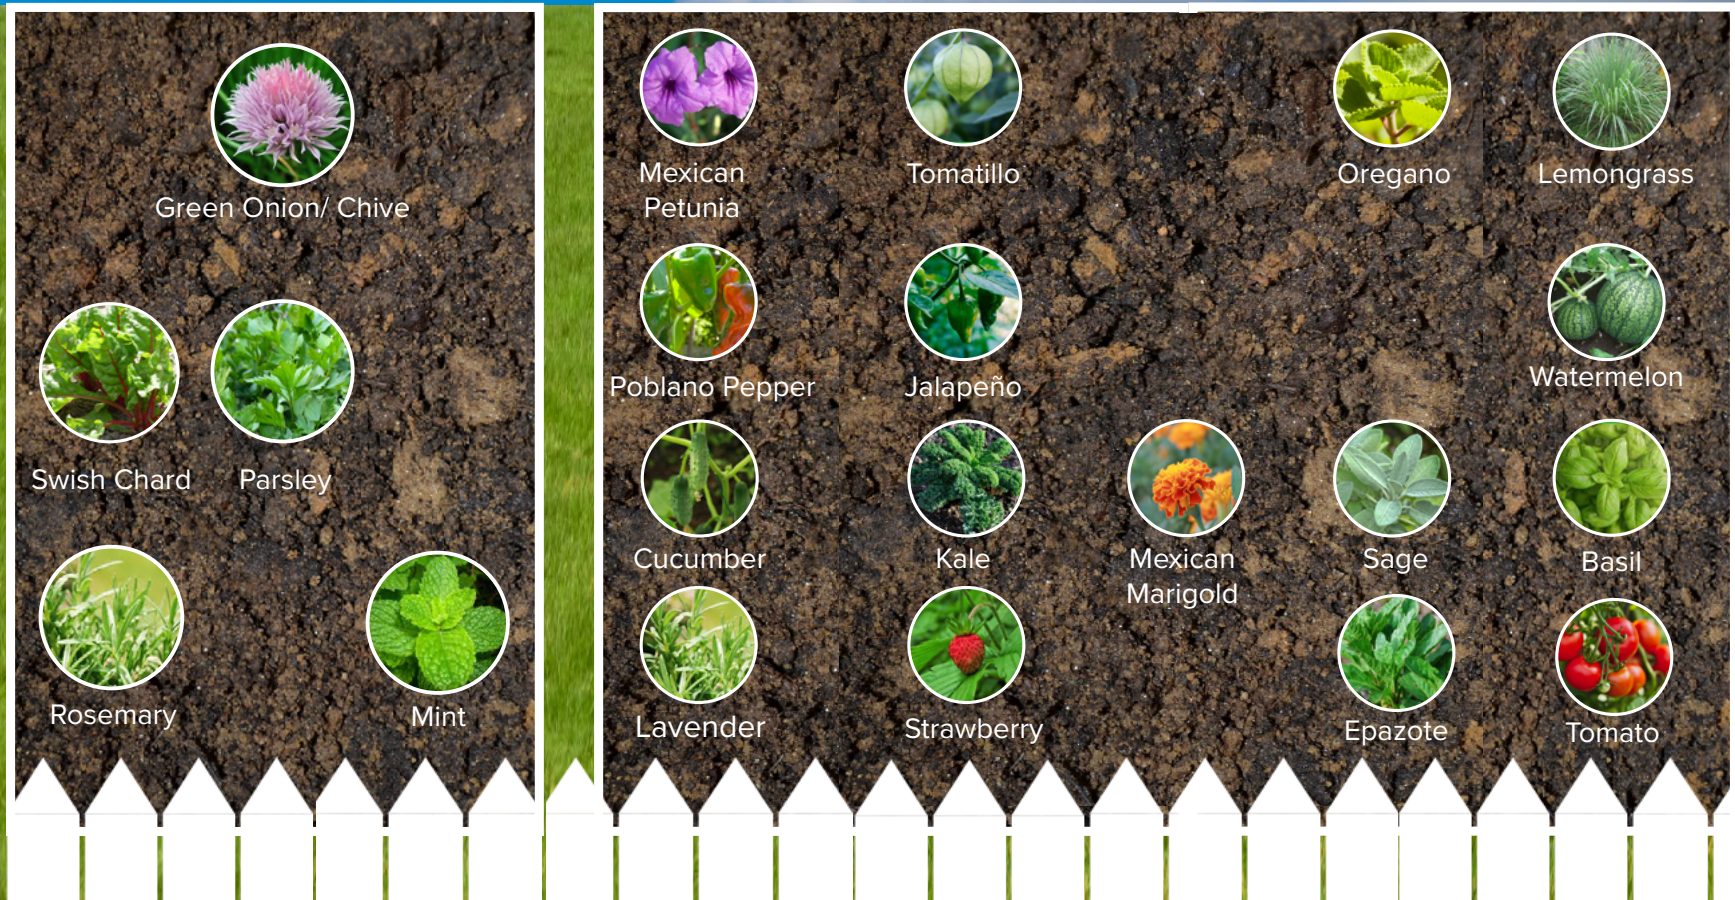 Green Onion/ Chive
Swish Chard
Parsley
Rosemary
Mint
Mexican
Petunia
Tomatillo
Oregano
Lemongrass
Poblano Pepper
Jalapeño
Watermelon
Cucumber
Kale
Mexican
Marigold
Sage
Basil
Lavender
Strawberry
Epazote
Tomato